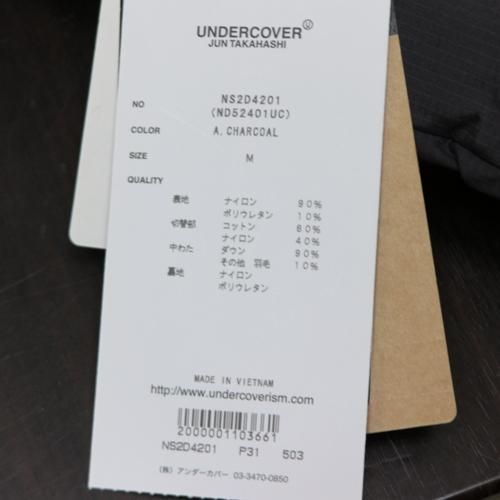 UNDERCOVER Ⓤ
JUN TAKAHASHI
NO NS2D4201
(ND52401UC)
COLOR A.CHARCOAL
SIZE M
QUALITY
表地 ナイロン 90%
ポリウレタン 10%
切替部 コットン 60%
ナイロン 40%
中わた ダウン 90%
その他 羽毛 10%
裏地 ナイロン
ポリウレタン
MADE IN VIETNAM
http://www.undercoverism.com
2000001103661
NS2D4201 P31 503
(株) アンダーカバー 03-3470-0850